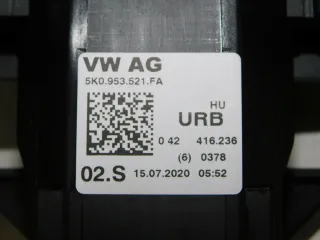 VW AG
5K0.953.521.FA
HU
URB
0 42 416.236
(6) 0378
02.S 15.07.2020 05:52